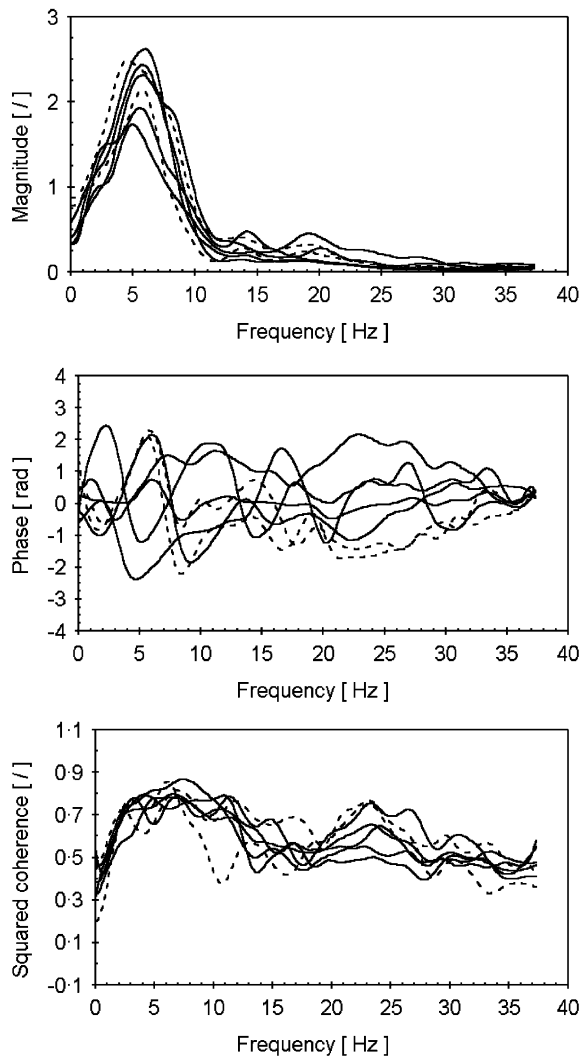 3
2
1
0
Magnitude [ / ]
0 5 10 15 20 25 30 35 40
Frequency [ Hz ]
4
3
2
1
0
-1
-2
-3
-4
Phase [ rad ]
0 5 10 15 20 25 30 35 40
Frequency [ Hz ]
1·1
0·9
0·7
0·5
0·3
0·1
-0·1
Squared coherence [ / ]
0 5 10 15 20 25 30 35 40
Frequency [ Hz ]